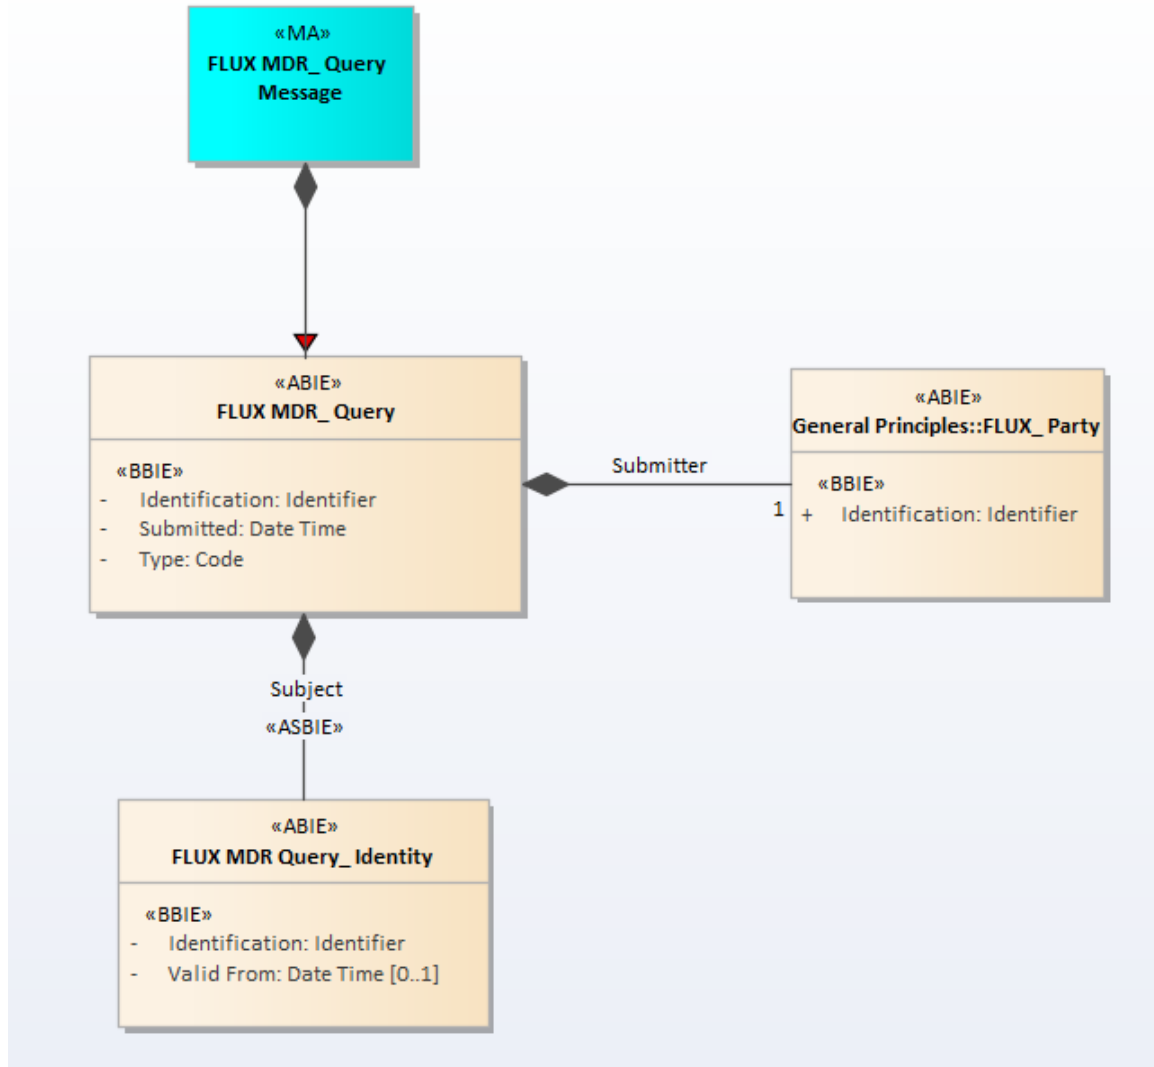 «MA»
FLUX MDR_ Query
Message
«ABIE»
FLUX MDR_ Query
«BBIE»
- Identification: Identifier
- Submitted: Date Time
- Type: Code
Submitter
1
«ABIE»
General Principles::FLUX_ Party
«BBIE»
+ Identification: Identifier
Subject
«ASBIE»
«ABIE»
FLUX MDR Query_ Identity
«BBIE»
- Identification: Identifier
- Valid From: Date Time [0..1]